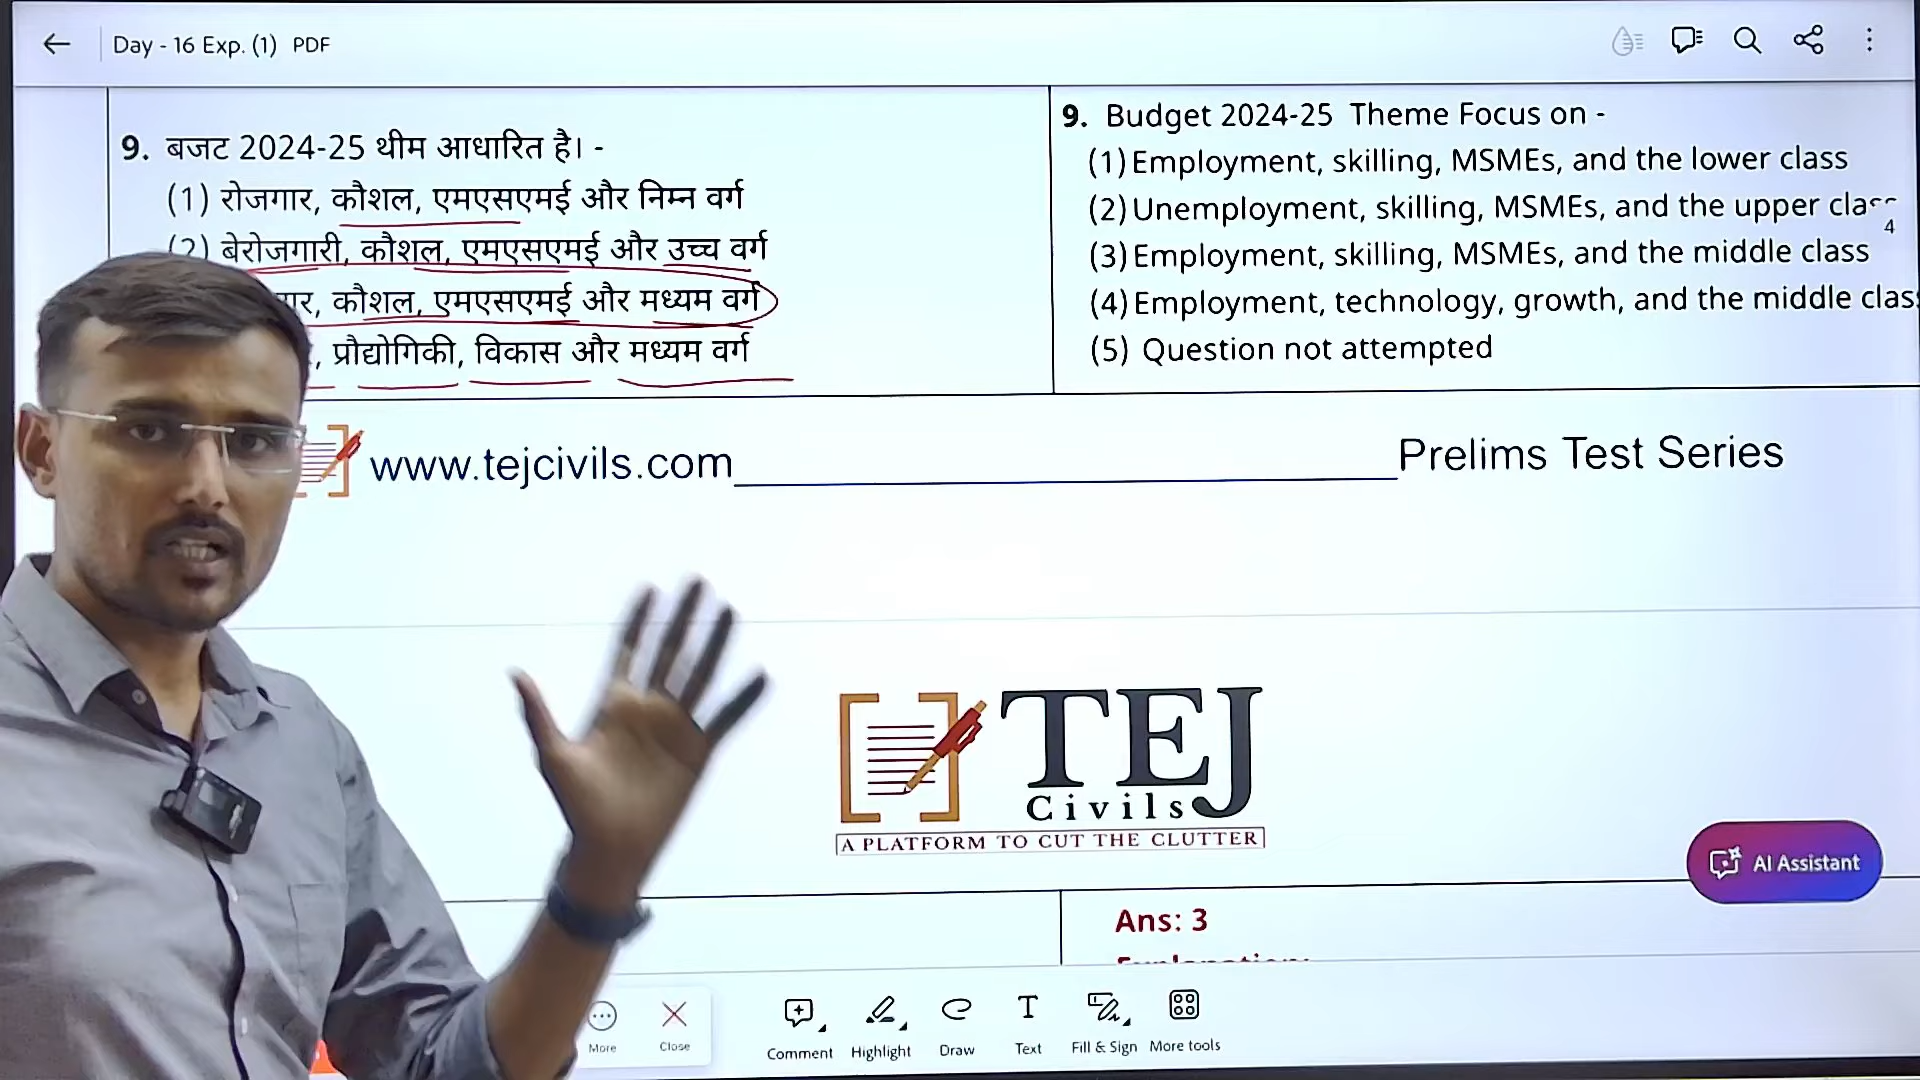 Day - 16 Exp. (1) PDF
9. बजट 2024-25 थीम आधारित है। -
(1) रोजगार, कौशल, एमएसएमई और निम्न वर्ग
(2) बेरोजगारी, कौशल, एमएसएमई और उच्च वर्ग
कौशल, एमएसएमई और मध्यम वर्ग
, प्रौद्योगिकी, विकास और मध्यम वर्ग
9. Budget 2024-25 Theme Focus on -
(1) Employment, skilling, MSMEs, and the lower class
(2) Unemployment, skilling, MSMEs, and the upper
4
(3) Employment, skilling, MSMEs, and the middle class
(4) Employment, technology, growth, and the middle clas
(5) Question not attempted
www.tejcivils.com Prelims Test Series
TEJ
Civils
A PLATFORM TO CUT THE CLUTTER
AI Assistant
Ans: 3
More Close Comment Highlight Draw Text Fill & Sign More tools